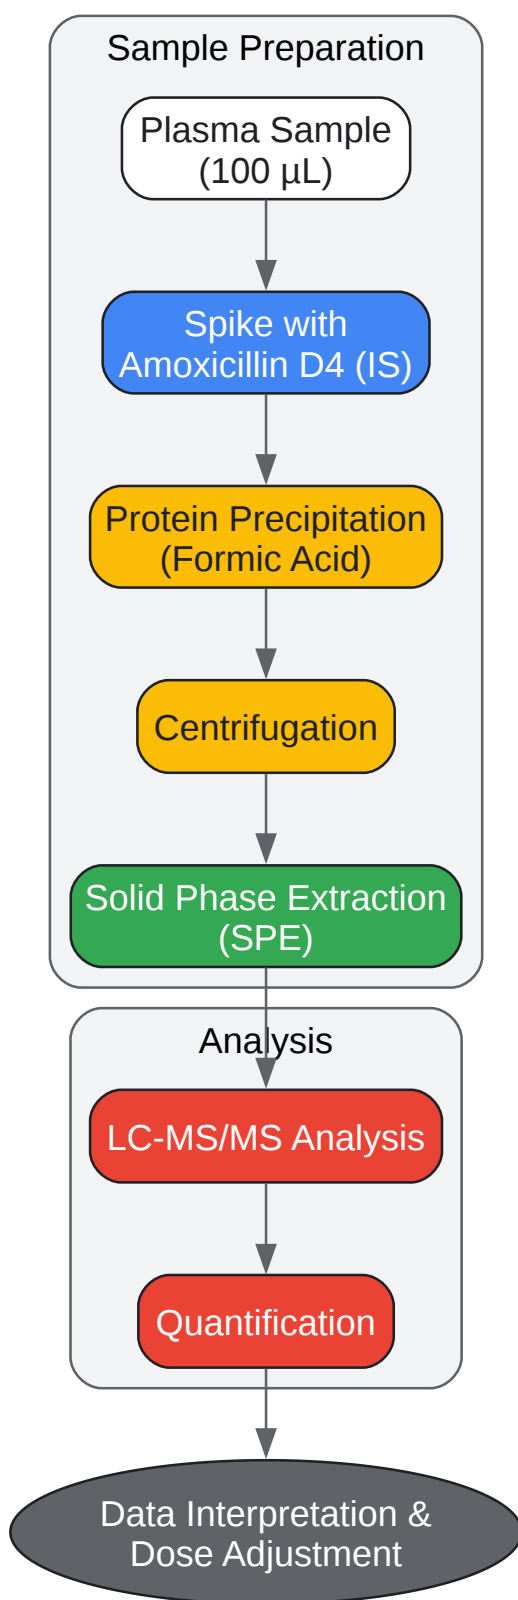 Sample Preparation
Plasma Sample
(100 µL)
Spike with
Amoxicillin D4 (IS)
Protein Precipitation
(Formic Acid)
Centrifugation
Solid Phase Extraction
(SPE)
Analysis
LC-MS/MS Analysis
Quantification
Data Interpretation &
Dose Adjustment